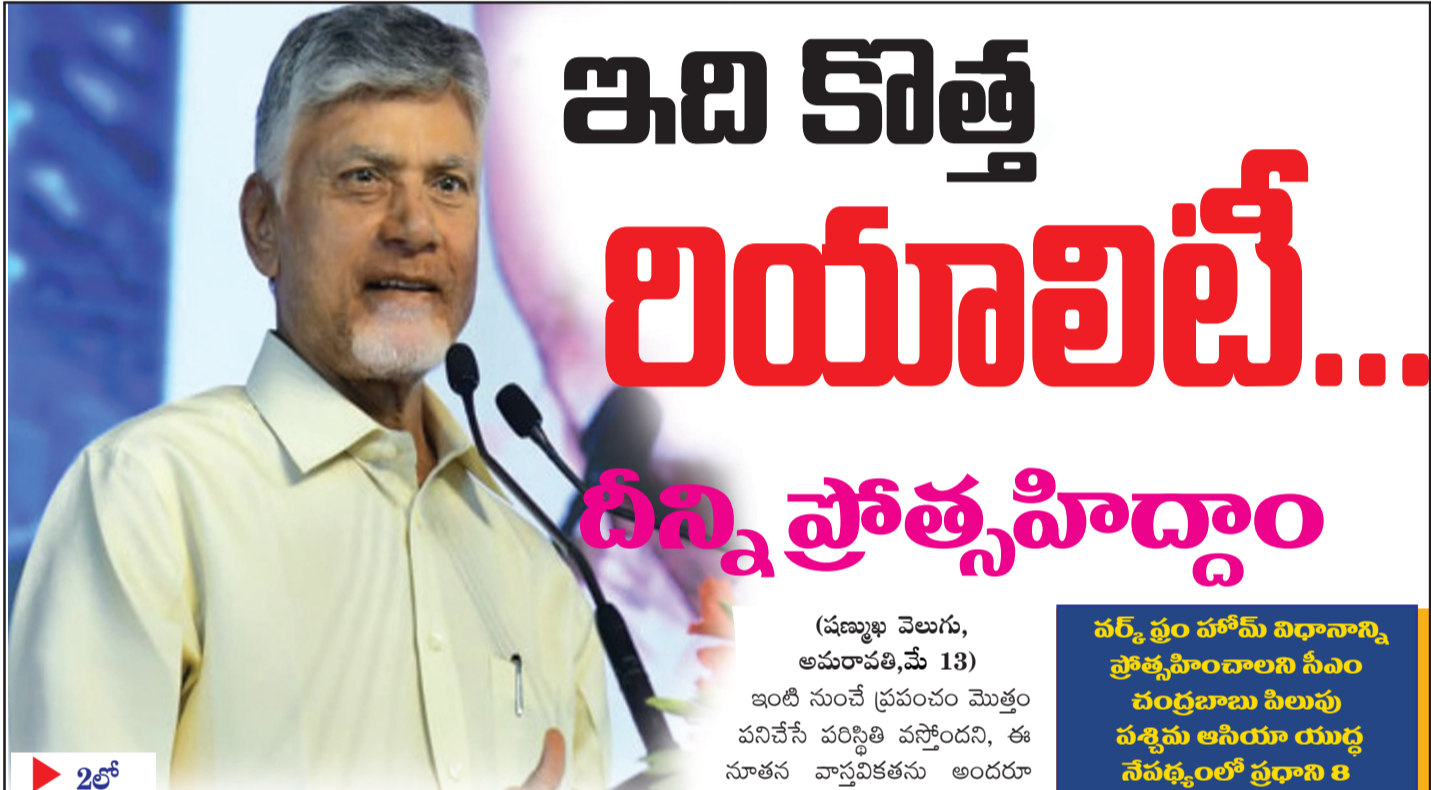 ఇది కొత్త
రియాలిటీ...
దీన్ని ప్రోత్సహిద్దాం
(షణ్ముఖ వెలుగు,
అమరావతి,మే 13)
ఇంటి నుంచే ప్రపంచం మొత్తం
పనిచేసే పరిస్థితి వస్తోందని, ఈ
నూతన వాస్తవికతను అందరూ
వర్క్ ఫ్రం హోమ్ విధానాన్ని
ప్రోత్సహించాలని సీఎం
చంద్రబాబు పిలుపు
పశ్చిమ ఆసియా యుద్ధ
నేపథ్యంలో ప్రధాని 8
2లో